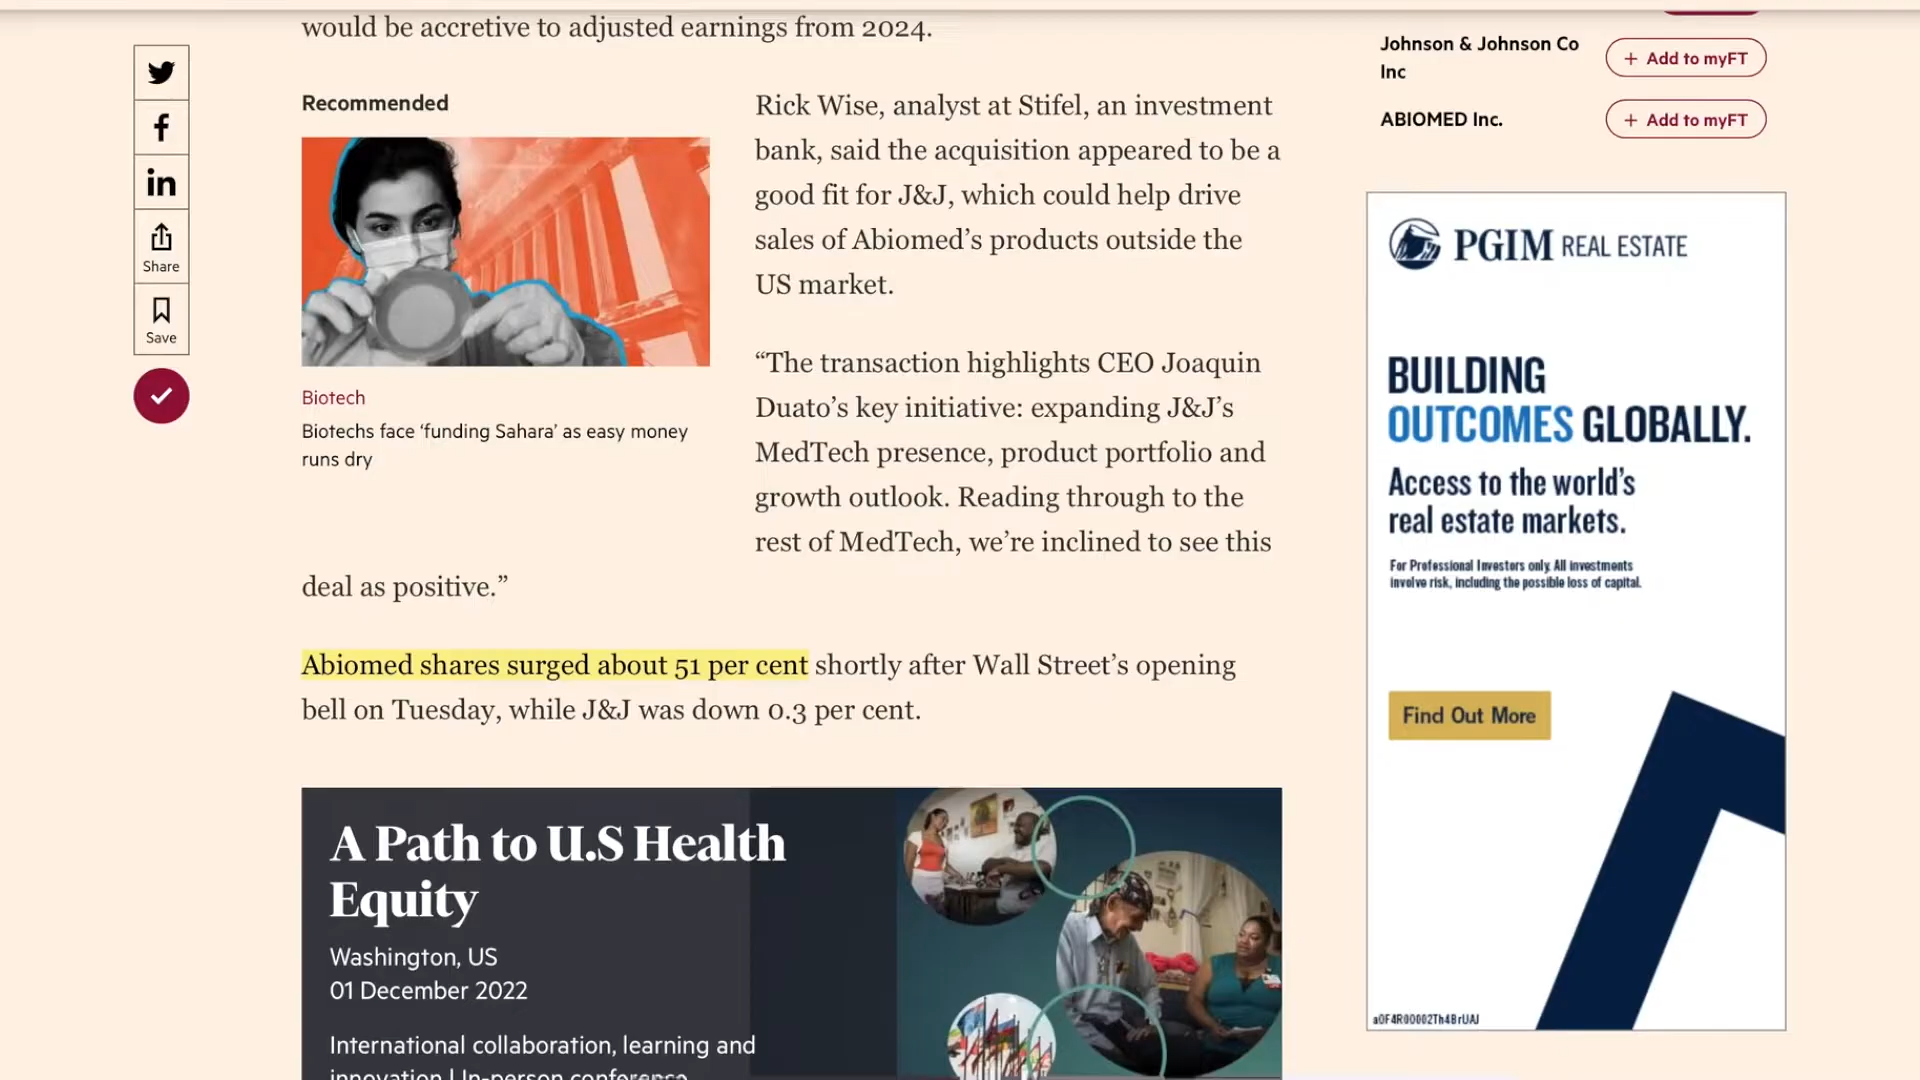 would be accretive to adjusted earnings from 2024.
Share
Save
Recommended
Biotech
Biotechs face ‘funding Sahara’ as easy money
runs dry
Rick Wise, analyst at Stifel, an investment
bank, said the acquisition appeared to be a
good fit for J&J, which could help drive
sales of Abiomed’s products outside the
US market.
“The transaction highlights CEO Joaquin
Duato’s key initiative: expanding J&J’s
MedTech presence, product portfolio and
growth outlook. Reading through to the
rest of MedTech, we’re inclined to see this
deal as positive.”
Abiomed shares surged about 51 per cent shortly after Wall Street’s opening
bell on Tuesday, while J&J was down 0.3 per cent.
A Path to U.S Health
Equity
Washington, US
01 December 2022
International collaboration, learning and
innovation | In-person conference
Johnson & Johnson Co
Inc
+ Add to myFT
ABIOMED Inc.
+ Add to myFT
PGIM REAL ESTATE
BUILDING
OUTCOMES GLOBALLY.
Access to the world’s
real estate markets.
For Professional Investors only. All investments
involve risk, including the possible loss of capital.
Find Out More
a0F4R00002Th4BrUAJ